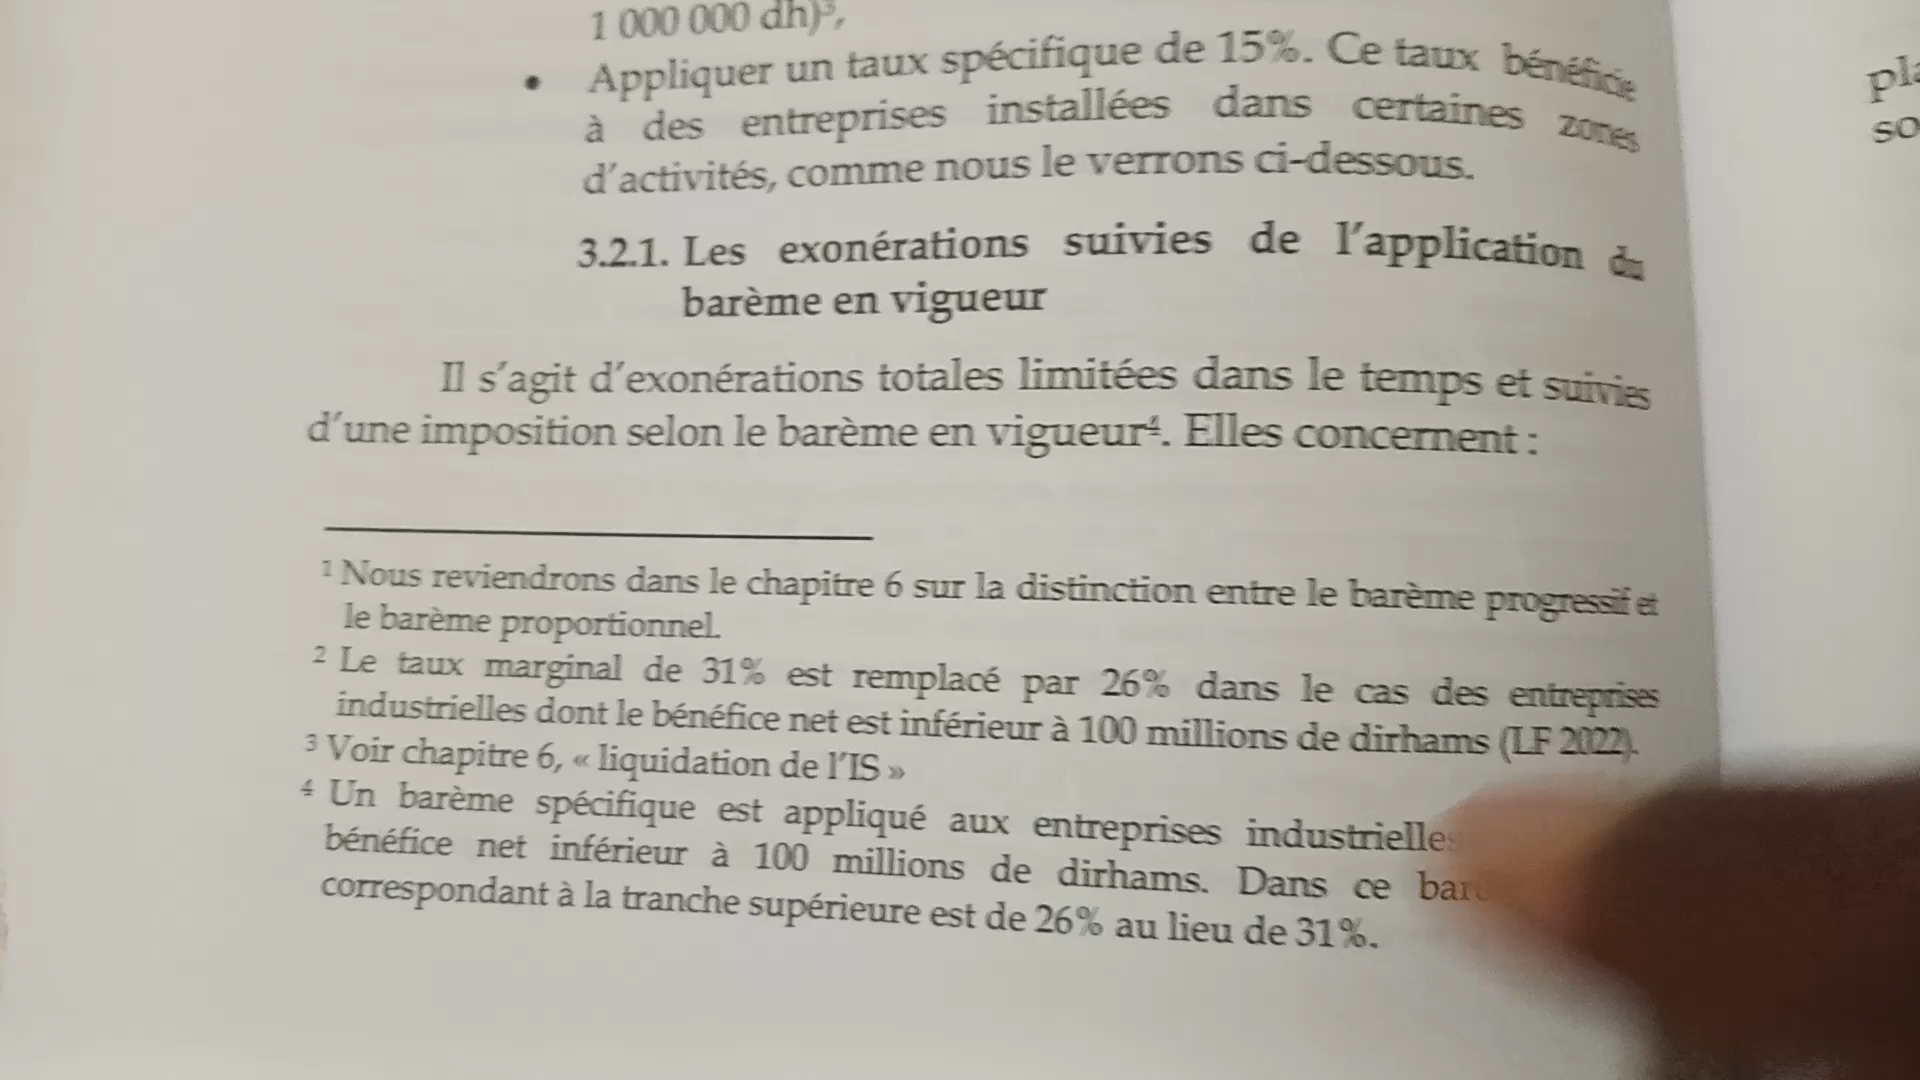 1 000 000 dh)³,
• Appliquer un taux spécifique de 15%. Ce taux bénéficie
à des entreprises installées dans certaines zones
d'activités, comme nous le verrons ci-dessous.
3.2.1. Les exonérations suivies de l'application du
barème en vigueur
Il s'agit d'exonérations totales limitées dans le temps et suivies
d'une imposition selon le barème en vigueur⁴. Elles concernent :
¹ Nous reviendrons dans le chapitre 6 sur la distinction entre le barème progressif et
le barème proportionnel.
² Le taux marginal de 31% est remplacé par 26% dans le cas des entreprises
industrielles dont le bénéfice net est inférieur à 100 millions de dirhams (LF 2022).
³ Voir chapitre 6, « liquidation de l'IS »
⁴ Un barème spécifique est appliqué aux entreprises industrielles
bénéfice net inférieur à 100 millions de dirhams. Dans ce
correspondant à la tranche supérieure est de 26% au lieu de 31%.